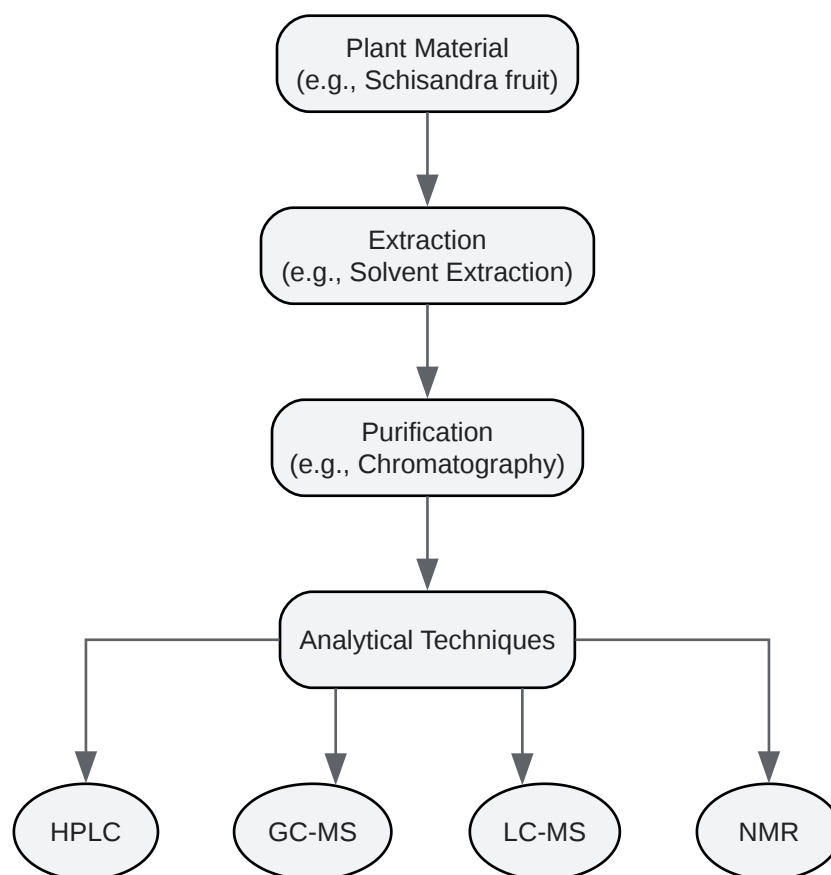 Plant Material
(e.g., Schisandra fruit)
Extraction
(e.g., Solvent Extraction)
Purification
(e.g., Chromatography)
Analytical Techniques
HPLC
GC-MS
LC-MS
NMR